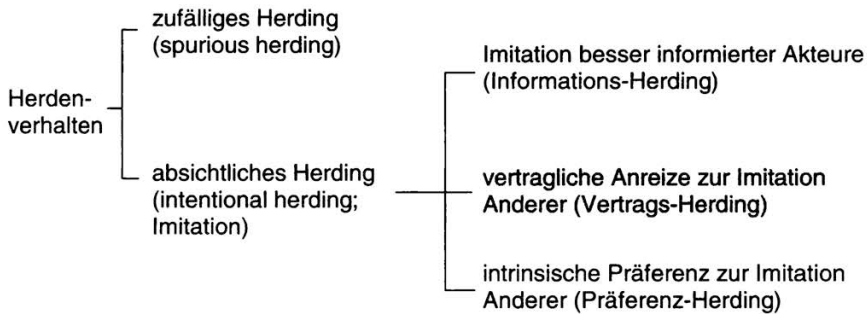 Herden-
verhalten
zufälliges Herding
(spurious herding)
absichtliches Herding
(intentional herding;
Imitation)
Imitation besser informierter Akteure
(Informations-Herding)
vertragliche Anreize zur Imitation
Anderer (Vertrags-Herding)
intrinsische Präferenz zur Imitation
Anderer (Präferenz-Herding)